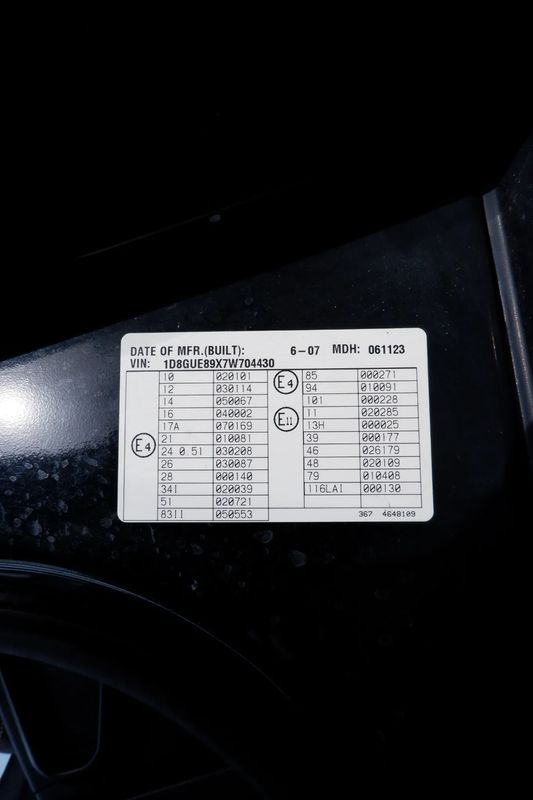 DATE OF MFR.(BUILT): 6-07 MDH: 061123
VIN: 1D8GUE89X7W704430
E4
10 020101
12 030114
14 050067
16 040002
17A 070169
21 010081
24 0 51 030208
26 030087
28 000140
34I 020039
51 020721
83II 050553
E4
85 000271
94 010091
101 000228
E11
11 020285
13H 000025
39 000177
46 026179
48 020109
79 010408
116LAI 000130
367 4648109